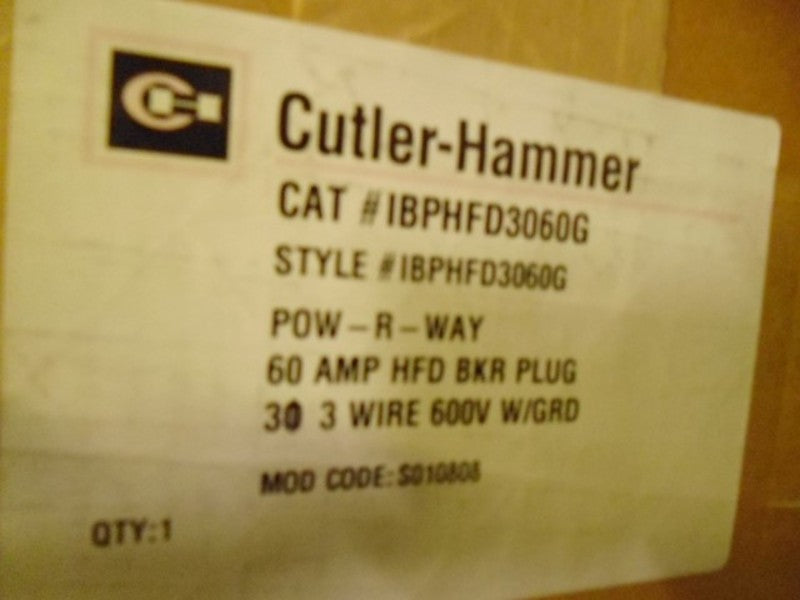 Cutler-Hammer
CAT #IBPHFD3060G
STYLE #IBPHFD3060G
POW-R-WAY
60 AMP HFD BKR PLUG
3Ø 3 WIRE 600V W/GRD
MOD CODE: S010808
QTY:1